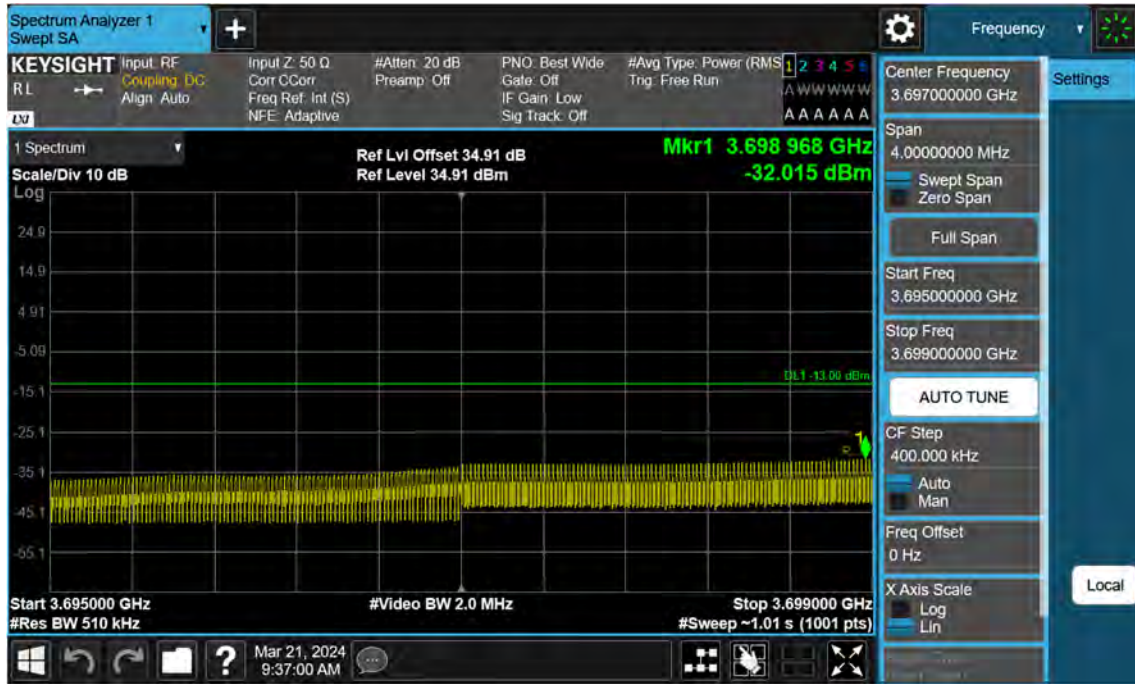 Spectrum Analyzer 1
Swept SA
+
Frequency
KEYSIGHT
R L
LXI
Input: RF
Coupling: DC
Align: Auto
Input Z: 50 Ω
Corr CCorr
Freq Ref: Int (S)
NFE: Adaptive
#Atten: 20 dB
Preamp: Off
PNO: Best Wide
Gate: Off
IF Gain: Low
Sig Track: Off
#Avg Type: Power (RMS
Trig: Free Run
1 2 3 4 5 6
A W W W W W
A A A A A A
1 Spectrum
Scale/Div 10 dB
Log
Ref Lvl Offset 34.91 dB
Ref Level 34.91 dBm
Mkr1 3.698 968 GHz
-32.015 dBm
24.9
14.9
4.91
-5.09
-15.1
-25.1
-35.1
-45.1
-55.1
DL1 -13.00 dBm
1
Start 3.695000 GHz
#Res BW 510 kHz
#Video BW 2.0 MHz
Stop 3.699000 GHz
#Sweep ~1.01 s (1001 pts)
?
Mar 21, 2024
9:37:00 AM
Center Frequency
3.697000000 GHz
Span
4.00000000 MHz
Swept Span
Zero Span
Full Span
Start Freq
3.695000000 GHz
Stop Freq
3.699000000 GHz
AUTO TUNE
CF Step
400.000 kHz
Auto
Man
Freq Offset
0 Hz
X Axis Scale
Log
Lin
Settings
Local